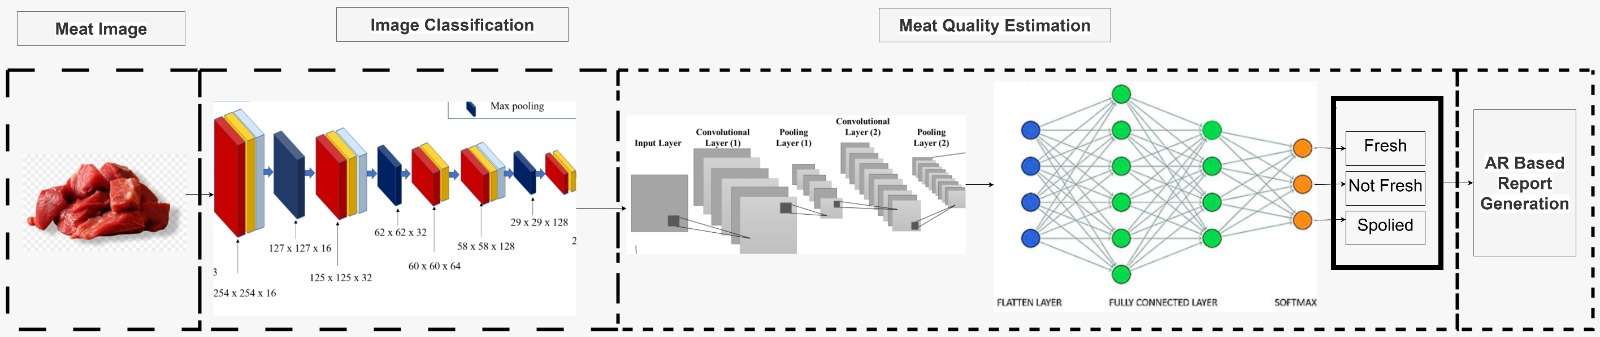 Meat Image
Image Classification
Meat Quality Estimation
Max pooling
3
254 x 254 x 16
127 x 127 x 16
125 x 125 x 32
62 x 62 x 32
60 x 60 x 64
58 x 58 x 128
29 x 29 x 128
2
Input Layer
Convolutional
Layer (1)
Pooling
Layer (1)
Convolutional
Layer (2)
Pooling
Layer (2)
FLATTEN LAYER
FULLY CONNECTED LAYER
SOFTMAX
Fresh
Not Fresh
Spolied
AR Based
Report
Generation